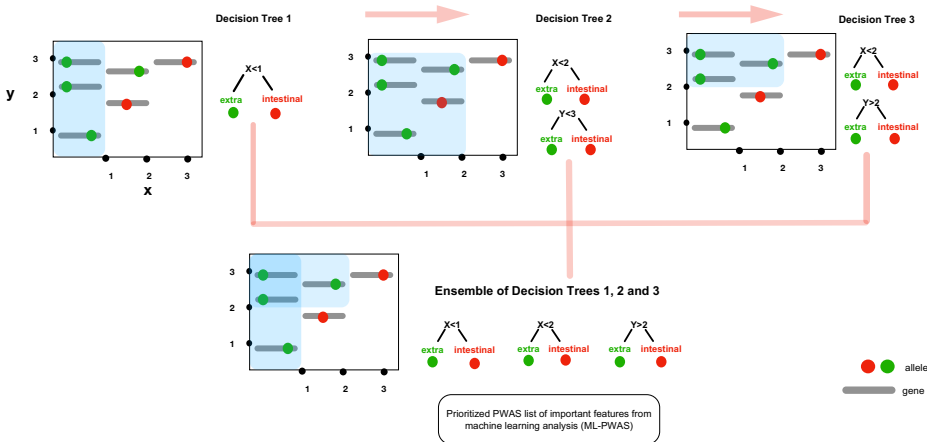 Decision Tree 1
Decision Tree 2
Decision Tree 3
y
3
2
1
1 2 3
x
X<1
extra intestinal
3
2
1
1 2 3
X<2
extra intestinal
Y<3
extra intestinal
3
2
1
1 2 3
X<2
extra intestinal
Y>2
extra intestinal
3
2
1
1 2 3
Ensemble of Decision Trees 1, 2 and 3
X<1
extra intestinal
X<2
extra intestinal
Y>2
extra intestinal
Prioritized PWAS list of important features from
machine learning analysis (ML-PWAS)
allele
gene